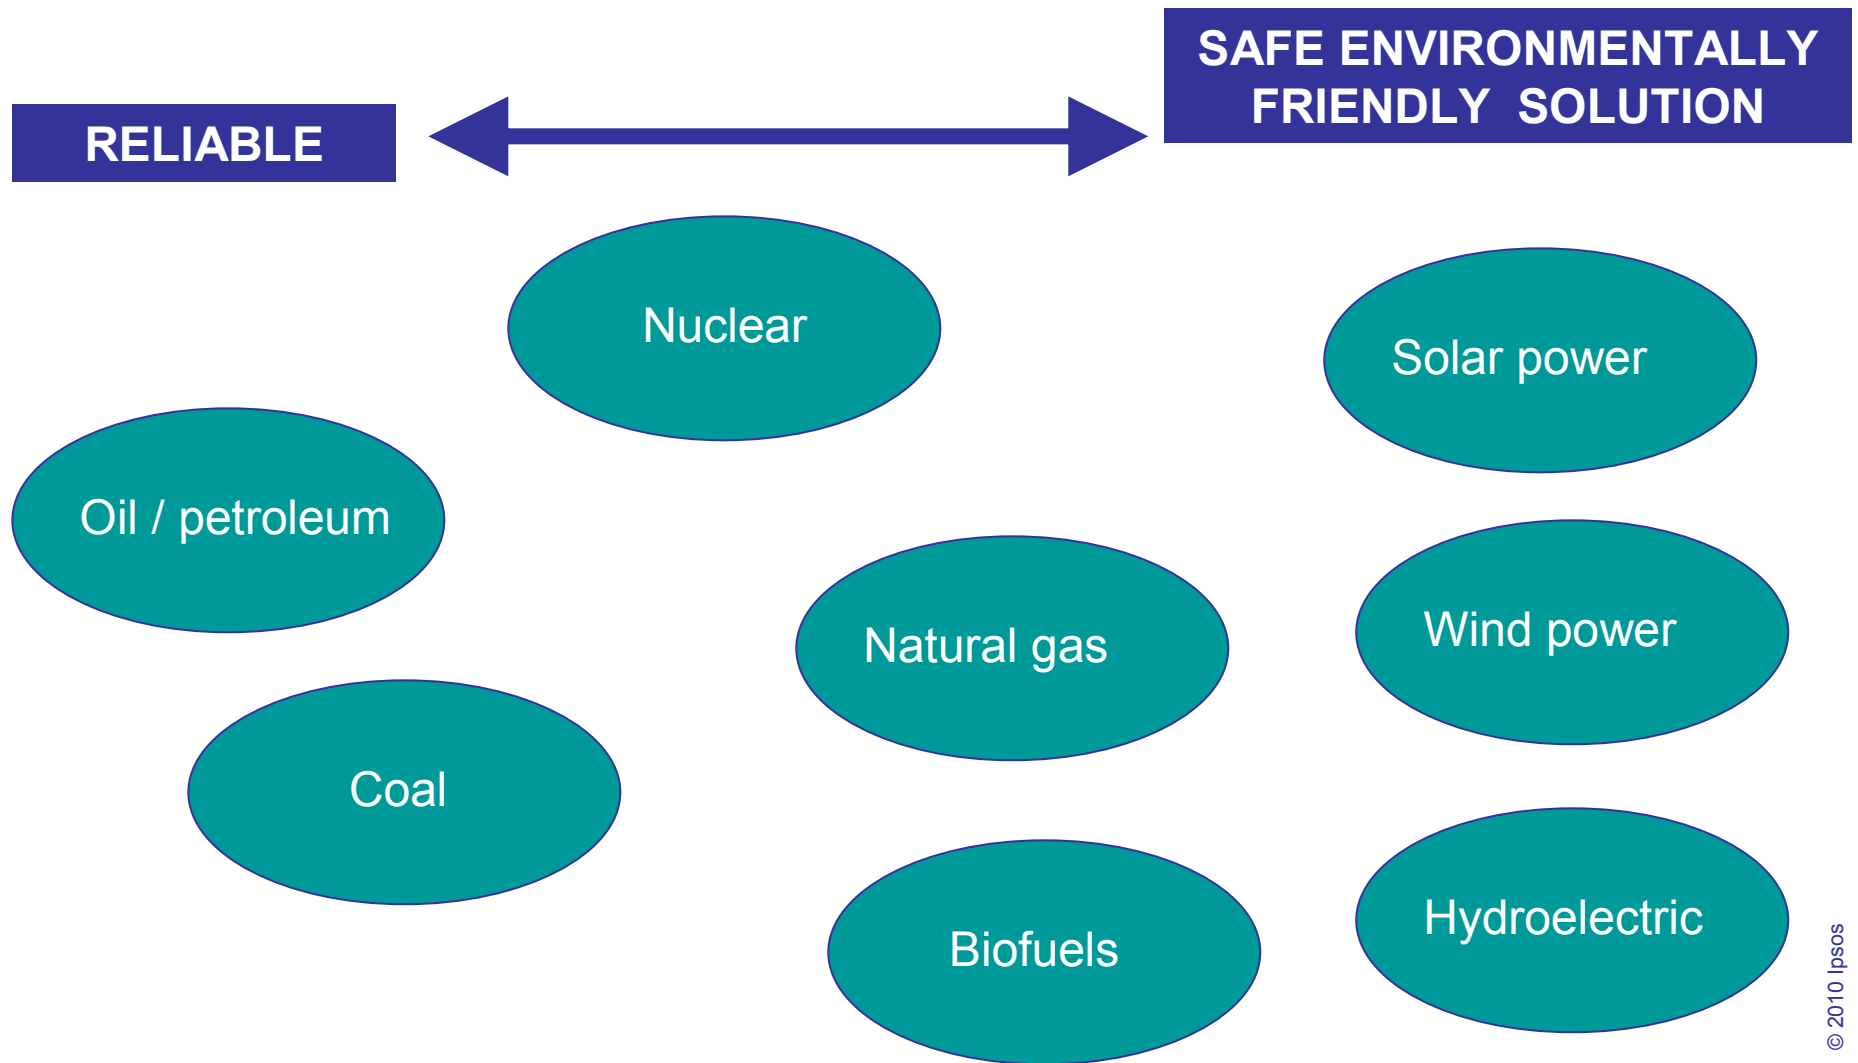 SAFE ENVIRONMENTALLY
FRIENDLY SOLUTION
RELIABLE
Nuclear
Solar power
Oil / petroleum
Natural gas
Wind power
Coal
Biofuels
Hydroelectric
© 2010 Ipsos